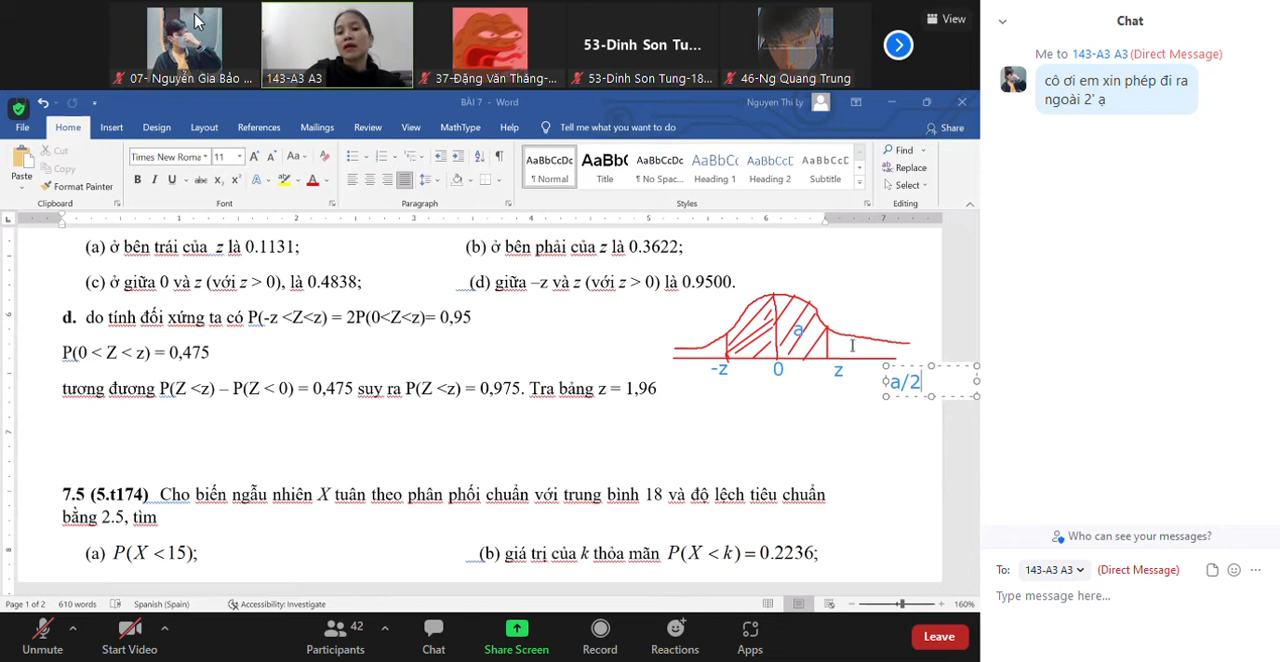 View
Chat
07- Nguyễn Gia Bảo ...
143-A3 A3
37-Đặng Văn Thắng-...
53-Dinh Son Tu...
53-Dinh Son Tung-18...
46-Ng Quang Trung
Me to 143-A3 A3 (Direct Message)
cô ơi em xin phép đi ra
ngoài 2' ạ
BÀI 7 - Word
Nguyen Thi Ly
File Home Insert Design Layout References Mailings Review View MathType Help Tell me what you want to do Share
Paste
Cut
Copy
Format Painter
Clipboard
Times New Roma 11
Font
Paragraph
AaBbCcDc
¶ Normal
AaBb(
Title
AaBbCcDc
¶ No Spac...
AaBbCcDc
Heading 1
AaBbCcDc
Heading 2
AaBbCcD
Subtitle
Styles
Find
Replace
Select
Editing
1 2 3 4 5 6 7
(a) ở bên trái của z là 0.1131; (b) ở bên phải của z là 0.3622;
(c) ở giữa 0 và z (với z > 0), là 0.4838; (d) giữa –z và z (với z > 0) là 0.9500.
d. do tính đối xứng ta có P(-z <Z<z) = 2P(0<Z<z)= 0,95
P(0 < Z < z) = 0,475
tương đương P(Z <z) – P(Z < 0) = 0,475 suy ra P(Z <z) = 0,975. Tra bảng z = 1,96
a
-z 0 z
a/2
7.5 (5.t174) Cho biến ngẫu nhiên X tuân theo phân phối chuẩn với trung bình 18 và độ lệch tiêu chuẩn
bằng 2.5, tìm
(a) P(X < 15); (b) giá trị của k thỏa mãn P(X < k) = 0.2236;
Page 1 of 2 610 words Spanish (Spain) Accessibility: Investigate 160%
Who can see your messages?
To: 143-A3 A3 (Direct Message)
Type message here...
Unmute
Start Video
42
Participants
Chat
Share Screen
Record
Reactions
Apps
Leave